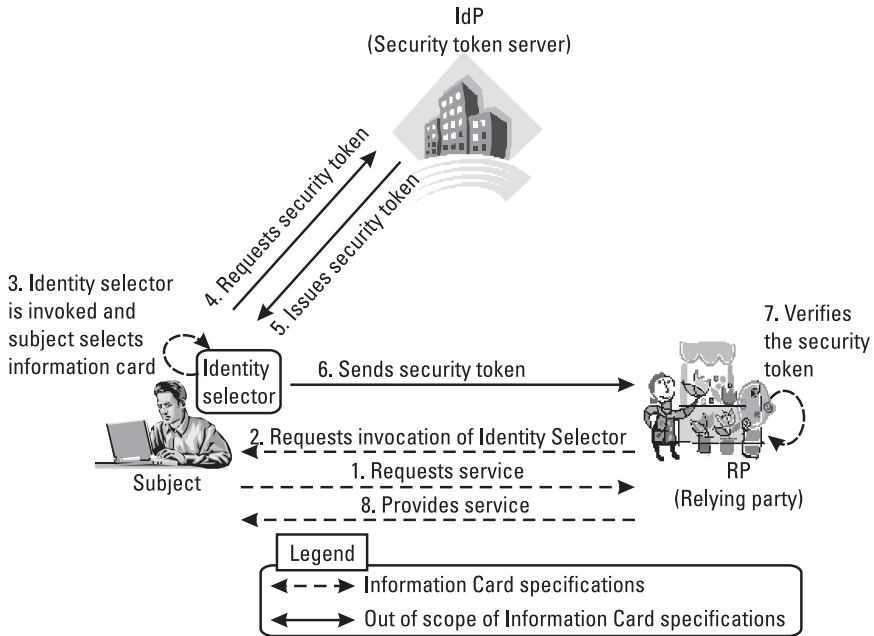 IdP
(Security token server)
4. Requests security token
5. Issues security token
3. Identity selector
is invoked and
subject selects
information card
Identity
selector
6. Sends security token
7. Verifies
the security
token
2. Requests invocation of Identity Selector
1. Requests service
8. Provides service
Subject
RP
(Relying party)
Legend
Information Card specifications
Out of scope of Information Card specifications